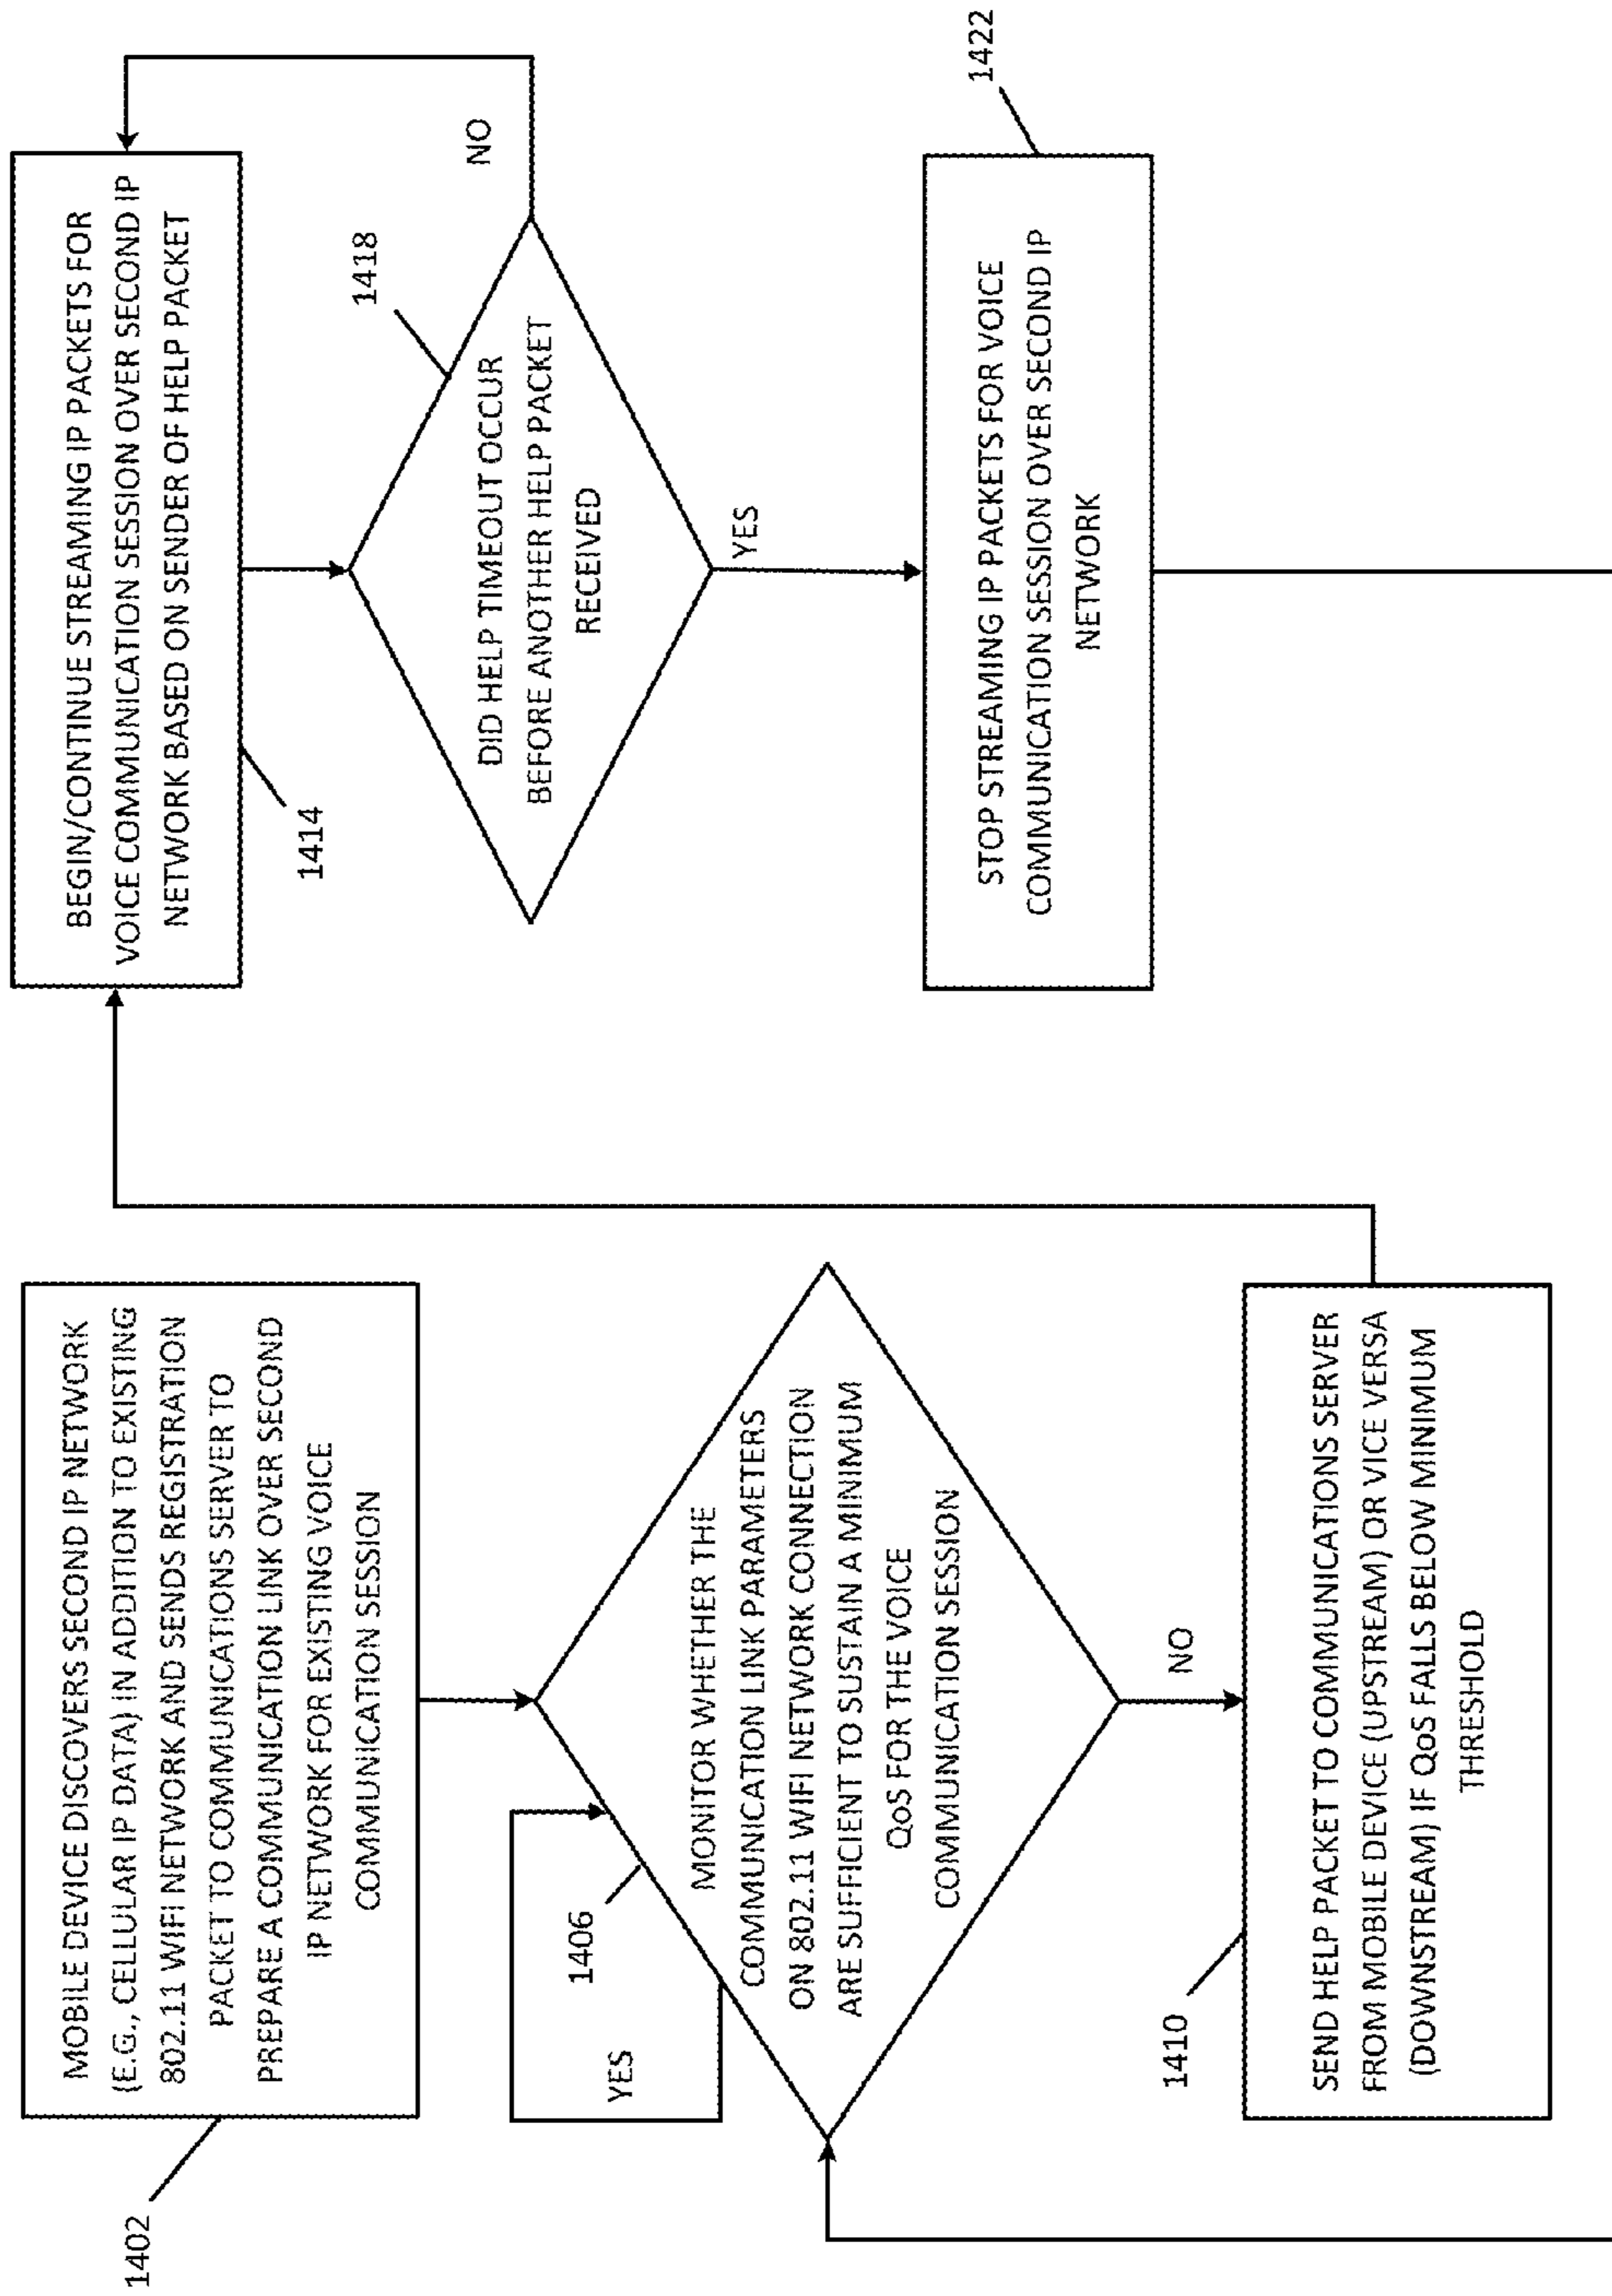 1402
MOBILE DEVICE DISCOVERS SECOND IP NETWORK
(E.G., CELLULAR IP DATA) IN ADDITION TO EXISTING
802.11 WIFI NETWORK AND SENDS REGISTRATION
PACKET TO COMMUNICATIONS SERVER TO
PREPARE A COMMUNICATION LINK OVER SECOND
IP NETWORK FOR EXISTING VOICE
COMMUNICATION SESSION
YES
1406
MONITOR WHETHER THE
COMMUNICATION LINK PARAMETERS
ON 802.11 WIFI NETWORK CONNECTION
ARE SUFFICIENT TO SUSTAIN A MINIMUM
QoS FOR THE VOICE
COMMUNICATION SESSION
NO
1410
SEND HELP PACKET TO COMMUNICATIONS SERVER
FROM MOBILE DEVICE (UPSTREAM) OR VICE VERSA
(DOWNSTREAM) IF QoS FALLS BELOW MINIMUM
THRESHOLD
BEGIN/CONTINUE STREAMING IP PACKETS FOR
VOICE COMMUNICATION SESSION OVER SECOND IP
NETWORK BASED ON SENDER OF HELP PACKET
1414
1418
NO
DID HELP TIMEOUT OCCUR
BEFORE ANOTHER HELP PACKET
RECEIVED
YES
1422
STOP STREAMING IP PACKETS FOR VOICE
COMMUNICATION SESSION OVER SECOND IP
NETWORK